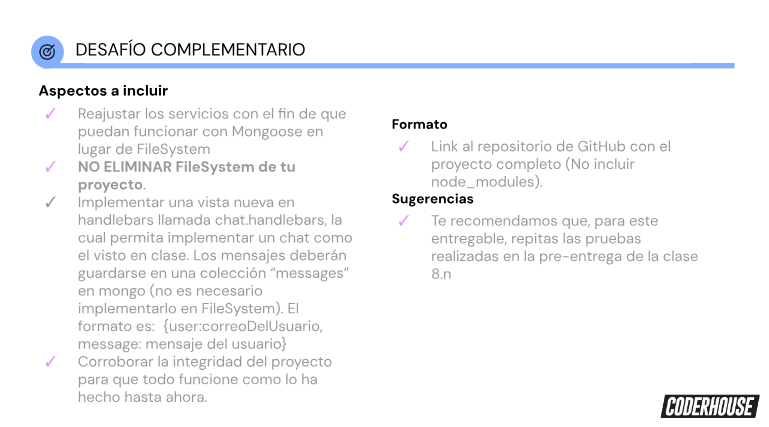 DESAFÍO COMPLEMENTARIO
Aspectos a incluir
✓ Reajustar los servicios con el fin de que
puedan funcionar con Mongoose en
lugar de FileSystem
✓ NO ELIMINAR FileSystem de tu
proyecto.
✓ Implementar una vista nueva en
handlebars llamada chat.handlebars, la
cual permita implementar un chat como
el visto en clase. Los mensajes deberán
guardarse en una colección “messages”
en mongo (no es necesario
implementarlo en FileSystem). El
formato es:  {user:correoDelUsuario,
message: mensaje del usuario}
✓ Corroborar la integridad del proyecto
para que todo funcione como lo ha
hecho hasta ahora.
Formato
✓ Link al repositorio de GitHub con el
proyecto completo (No incluir
node_modules).
Sugerencias
✓ Te recomendamos que, para este
entregable, repitas las pruebas
realizadas en la pre-entrega de la clase
8.n
CODERHOUSE